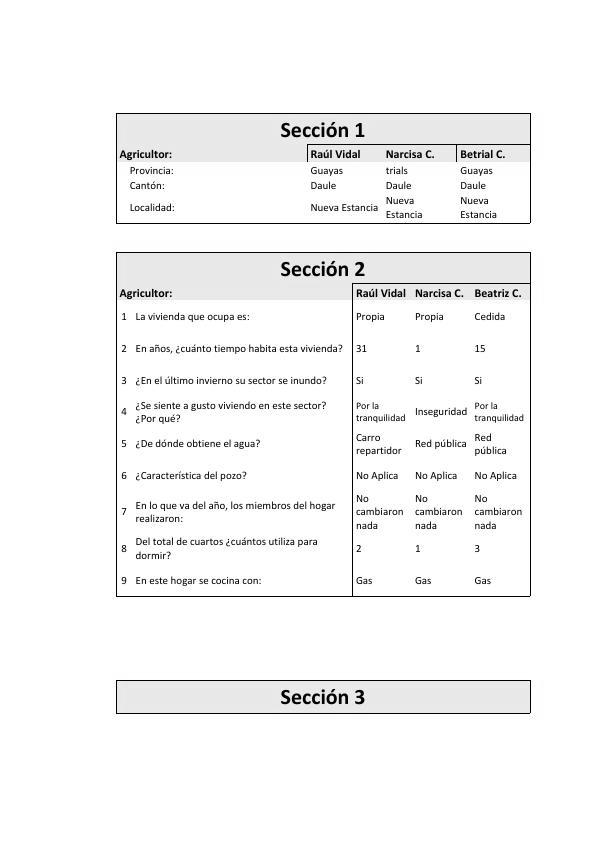 Sección 1
Agricultor: Raúl Vidal Narcisa C. Betrial C.
Provincia: Guayas trials Guayas
Cantón: Daule Daule Daule
Localidad: Nueva Estancia Nueva Estancia Nueva Estancia
Sección 2
Agricultor: Raúl Vidal Narcisa C. Beatriz C.
1 La vivienda que ocupa es: Propia Propia Cedida
2 En años, ¿cuánto tiempo habita esta vivienda? 31 1 15
3 ¿En el último invierno su sector se inundo? Si Si Si
4 ¿Se siente a gusto viviendo en este sector? ¿Por qué? Por la tranquilidad Inseguridad Por la tranquilidad
5 ¿De dónde obtiene el agua? Carro repartidor Red pública Red pública
6 ¿Característica del pozo? No Aplica No Aplica No Aplica
7 En lo que va del año, los miembros del hogar realizaron: No cambiaron nada No cambiaron nada No cambiaron nada
8 Del total de cuartos ¿cuántos utiliza para dormir? 2 1 3
9 En este hogar se cocina con: Gas Gas Gas
Sección 3